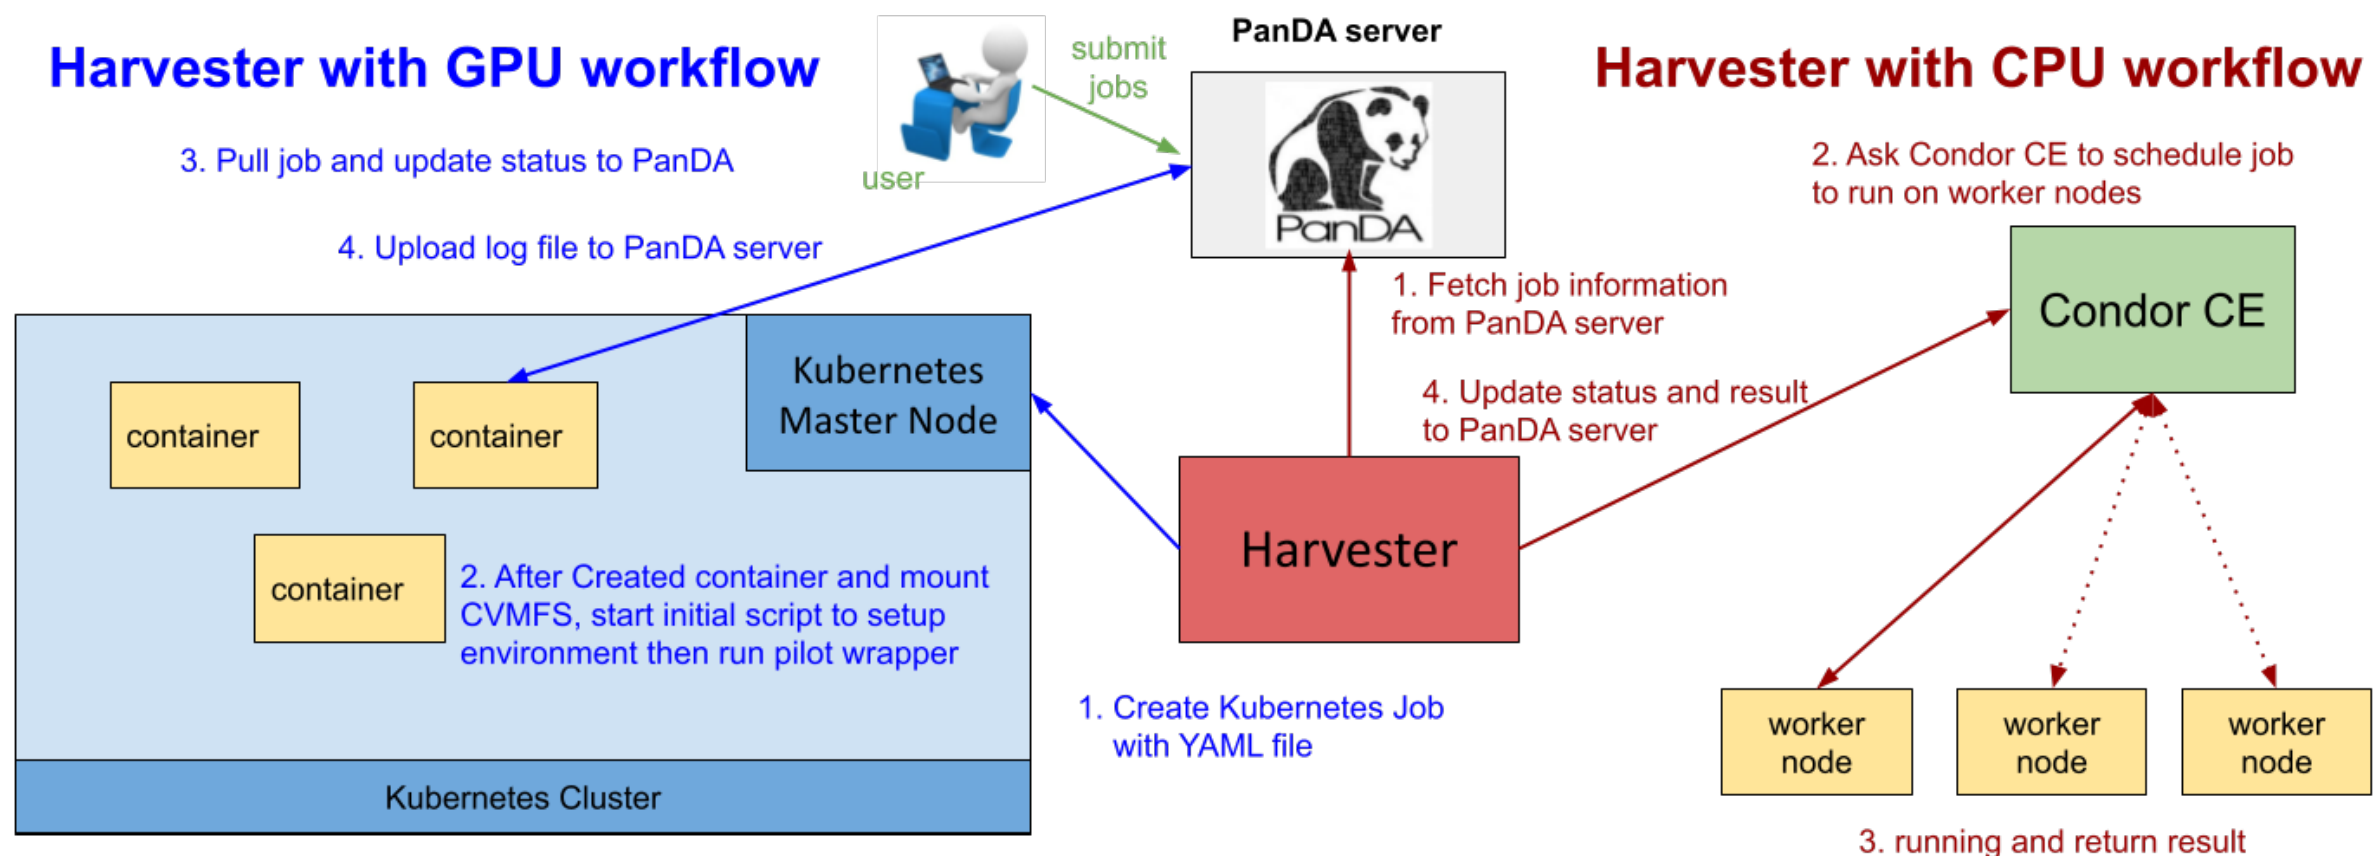 Harvester with GPU workflow
submit
jobs
user
PanDA server
PanDA
Harvester with CPU workflow
3. Pull job and update status to PanDA
4. Upload log file to PanDA server
2. Ask Condor CE to schedule job
to run on worker nodes
1. Fetch job information
from PanDA server
4. Update status and result
to PanDA server
Condor CE
Kubernetes
Master Node
container
container
container
2. After Created container and mount
CVMFS, start initial script to setup
environment then run pilot wrapper
Harvester
1. Create Kubernetes Job
with YAML file
Kubernetes Cluster
worker
node
worker
node
worker
node
3. running and return result